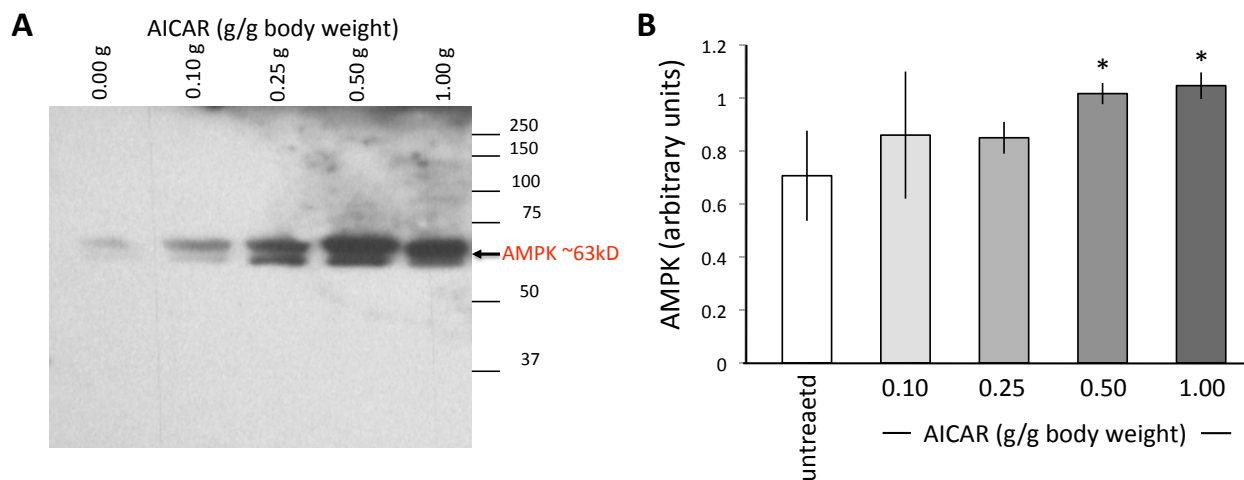 A
AICAR (g/g body weight)
0.00 g
0.10 g
0.25 g
0.50 g
1.00 g
250
150
100
75
AMPK ~63kD
50
37
B
AMPK (arbitrary units)
1.2
1
0.8
0.6
0.4
0.2
0
*
*
untreaetd
0.10
0.25
0.50
1.00
AICAR (g/g body weight)